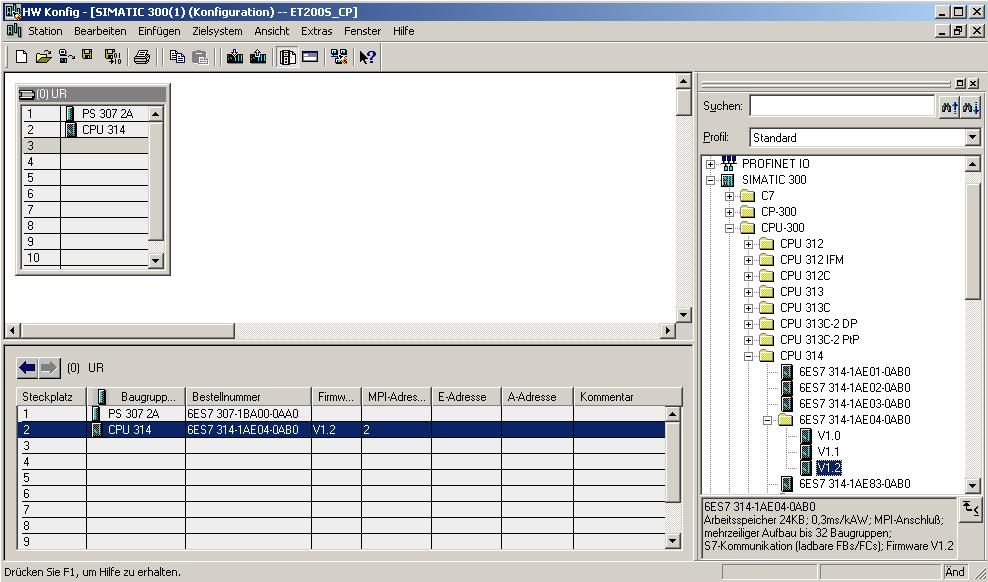 HW Konfig - [SIMATIC 300(1) (Konfiguration) -- ET200S_CP]
Station Bearbeiten Einfügen Zielsystem Ansicht Extras Fenster Hilfe
(0) UR
1 PS 307 2A
2 CPU 314
3
4
5
6
7
8
9
10
Suchen:
Profil: Standard
PROFINET IO
SIMATIC 300
C7
CP-300
CPU-300
CPU 312
CPU 312 IFM
CPU 312C
CPU 313
CPU 313C
CPU 313C-2 DP
CPU 313C-2 PtP
CPU 314
6ES7 314-1AE01-0AB0
6ES7 314-1AE02-0AB0
6ES7 314-1AE03-0AB0
6ES7 314-1AE04-0AB0
V1.0
V1.1
V1.2
6ES7 314-1AE83-0AB0
(0) UR
Steckplatz Baugrupp... Bestellnummer Firmw... MPI-Adres... E-Adresse A-Adresse Kommentar
1 PS 307 2A 6ES7 307-1BA00-0AA0
2 CPU 314 6ES7 314-1AE04-0AB0 V1.2 2
3
4
5
6
7
8
9
6ES7 314-1AE04-0AB0
Arbeitsspeicher 24KB; 0,3ms/kAW; MPI-Anschluß;
mehrzeiliger Aufbau bis 32 Baugruppen;
S7-Kommunikation (ladbare FBs/FCs); Firmware V1.2
Drücken Sie F1, um Hilfe zu erhalten.
Änd